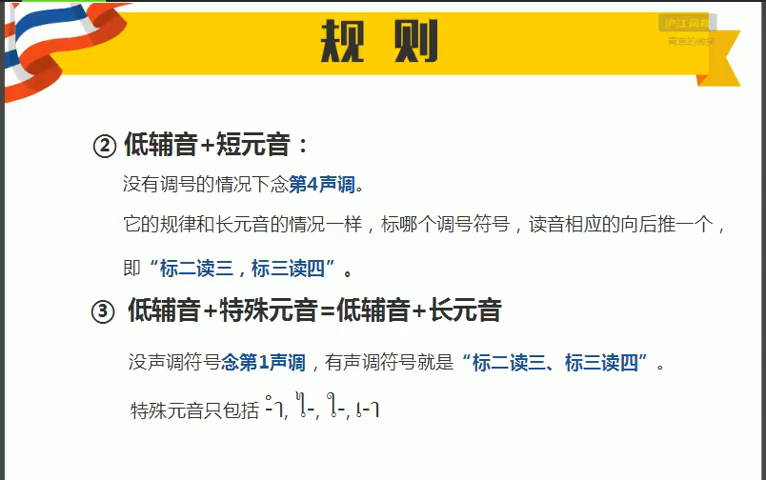 规 则
沪江网校
② 低辅音+短元音：
没有调号的情况下念第4声调。
它的规律和长元音的情况一样，标哪个调号符号，读音相应的向后推一个，
即“标二读三，标三读四”。
③ 低辅音+特殊元音=低辅音+长元音
没声调符号念第1声调，有声调符号就是“标二读三、标三读四”。
特殊元音只包括 -ำ, ไ-, ใ-, เ-า